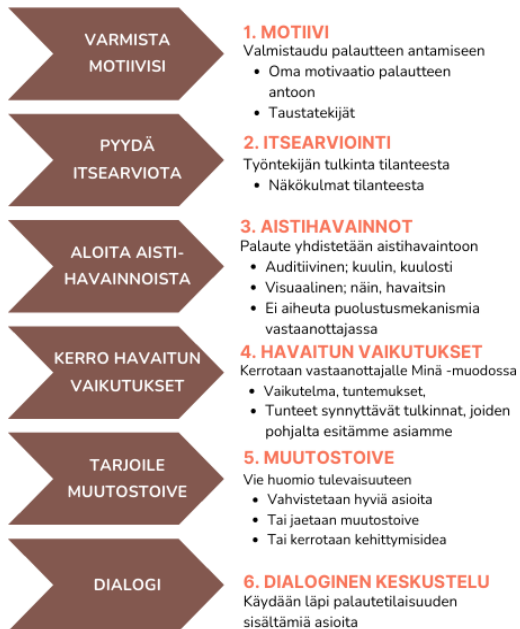 VARMISTA
MOTIIVISI
1. MOTIIVI
Valmistaudu palautteen antamiseen
• Oma motivaatio palautteen
antoon
• Taustatekijät
PYYDÄ
ITSEARVIOTA
2. ITSEARVIOINTI
Työntekijän tulkinta tilanteesta
• Näkökulmat tilanteesta
ALOITA AISTI-
HAVAINNOISTA
3. AISTIHAVAINNOT
Palaute yhdistetään aistihavaintoon
• Auditiivinen; kuulin, kuulosti
• Visuaalinen; näin, havaitsin
• Ei aiheuta puolustusmekanismia
vastaanottajassa
KERRO HAVAITUN
VAIKUTUKSET
4. HAVAITUN VAIKUTUKSET
Kerrotaan vastaanottajalle Minä -muodossa
• Vaikutelma, tuntemukset,
• Tunteet synnyttävät tulkinnat, joiden
pohjalta esitämme asiamme
TARJOILE
MUUTOSTOIVE
5. MUUTOSTOIVE
Vie huomio tulevaisuuteen
• Vahvistetaan hyviä asioita
• Tai jaetaan muutostoive
• Tai kerrotaan kehittymisidea
DIALOGI
6. DIALOGINEN KESKUSTELU
Käydään läpi palautetilaisuuden
sisältämiä asioita